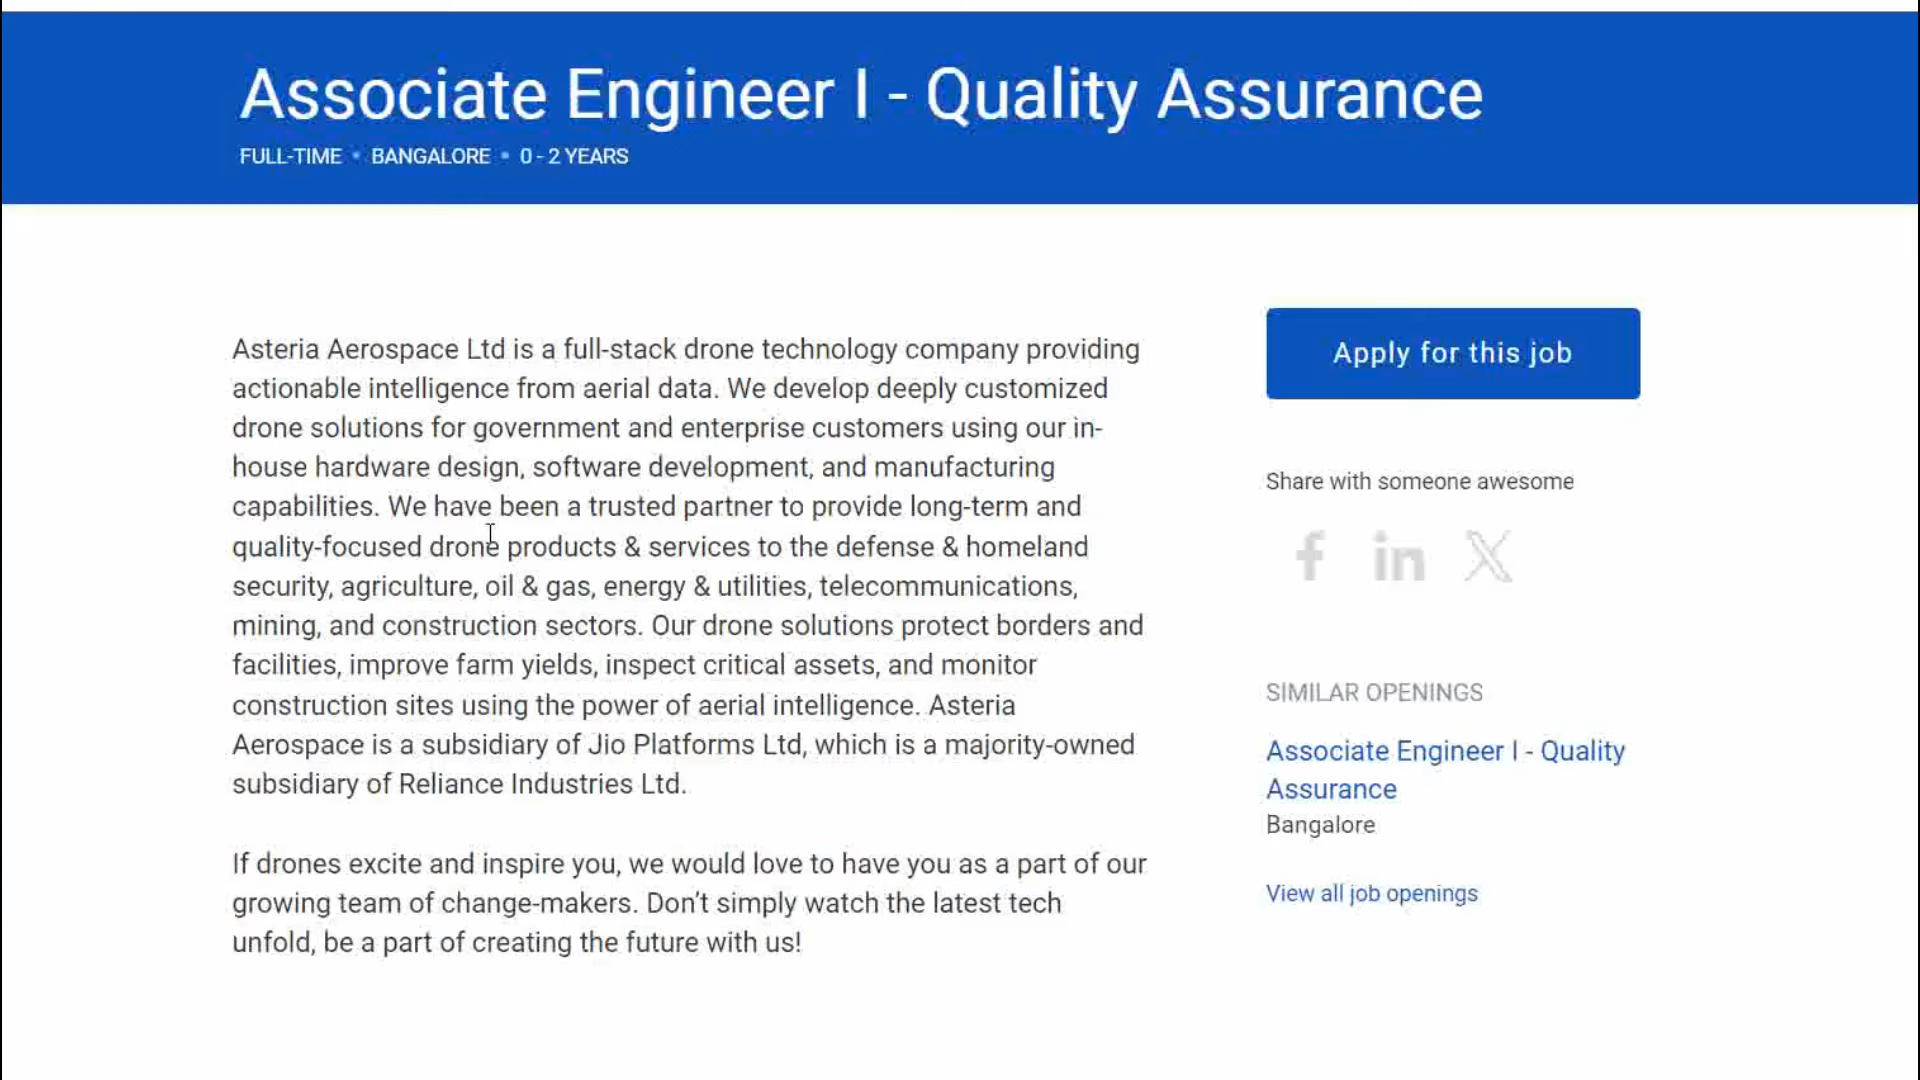 Associate Engineer I - Quality Assurance
FULL-TIME • BANGALORE • 0 - 2 YEARS
Asteria Aerospace Ltd is a full-stack drone technology company providing
actionable intelligence from aerial data. We develop deeply customized
drone solutions for government and enterprise customers using our in-
house hardware design, software development, and manufacturing
capabilities. We have been a trusted partner to provide long-term and
quality-focused drone products & services to the defense & homeland
security, agriculture, oil & gas, energy & utilities, telecommunications,
mining, and construction sectors. Our drone solutions protect borders and
facilities, improve farm yields, inspect critical assets, and monitor
construction sites using the power of aerial intelligence. Asteria
Aerospace is a subsidiary of Jio Platforms Ltd, which is a majority-owned
subsidiary of Reliance Industries Ltd.
If drones excite and inspire you, we would love to have you as a part of our
growing team of change-makers. Don’t simply watch the latest tech
unfold, be a part of creating the future with us!
Apply for this job
Share with someone awesome
SIMILAR OPENINGS
Associate Engineer I - Quality
Assurance
Bangalore
View all job openings